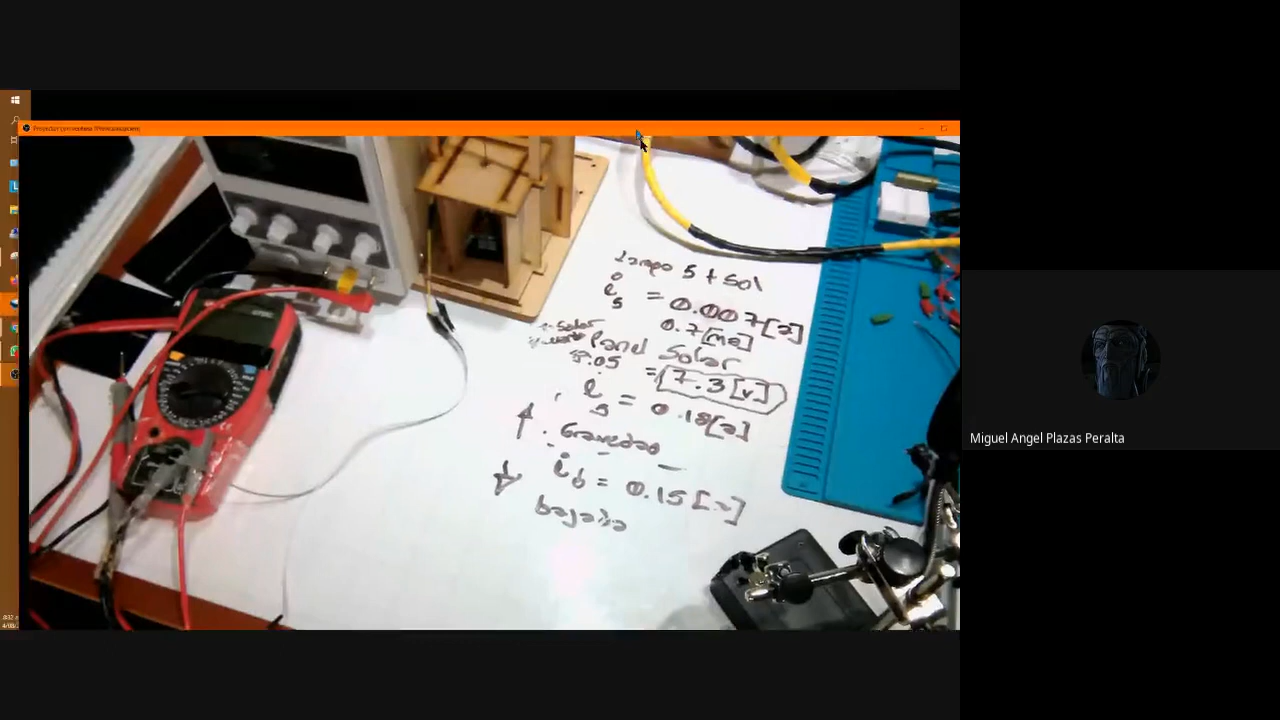 5 + Sol
i
s = 0.007[a]
0.7[ma]
Panel Solar
= 7.3[v]
i
s = 0.18[a]
Gravedad
i
b = 0.15[a]
bajada
Miguel Angel Plazas Peralta